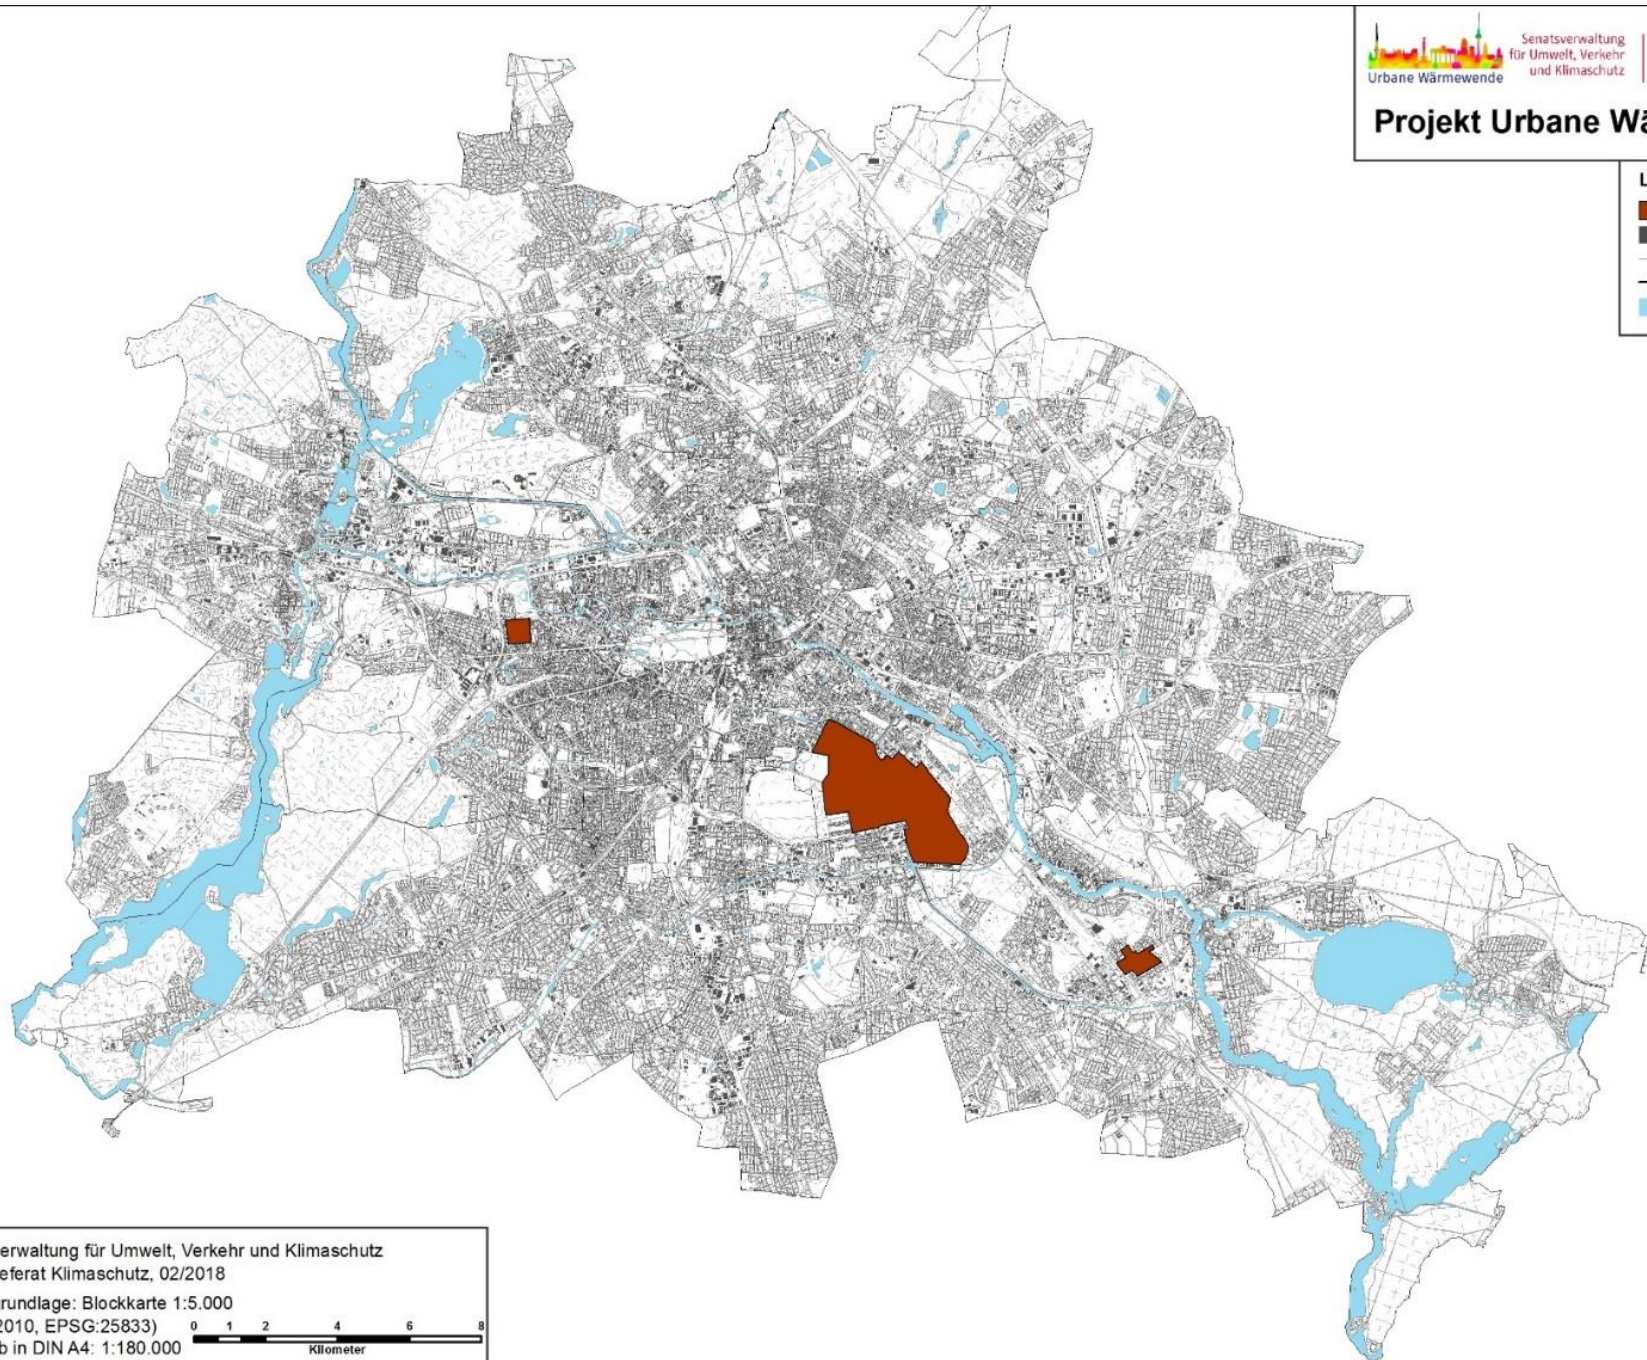 Senatsverwaltung
für Umwelt, Verkehr
und Klimaschutz
Urbane Wärmewende
Projekt Urbane Wä
L
erwaltung für Umwelt, Verkehr und Klimaschutz
eferat Klimaschutz, 02/2018
rundlage: Blockkarte 1:5.000
2010, EPSG:25833)
b in DIN A4: 1:180.000
0 1 2 4 6 8
Kilometer